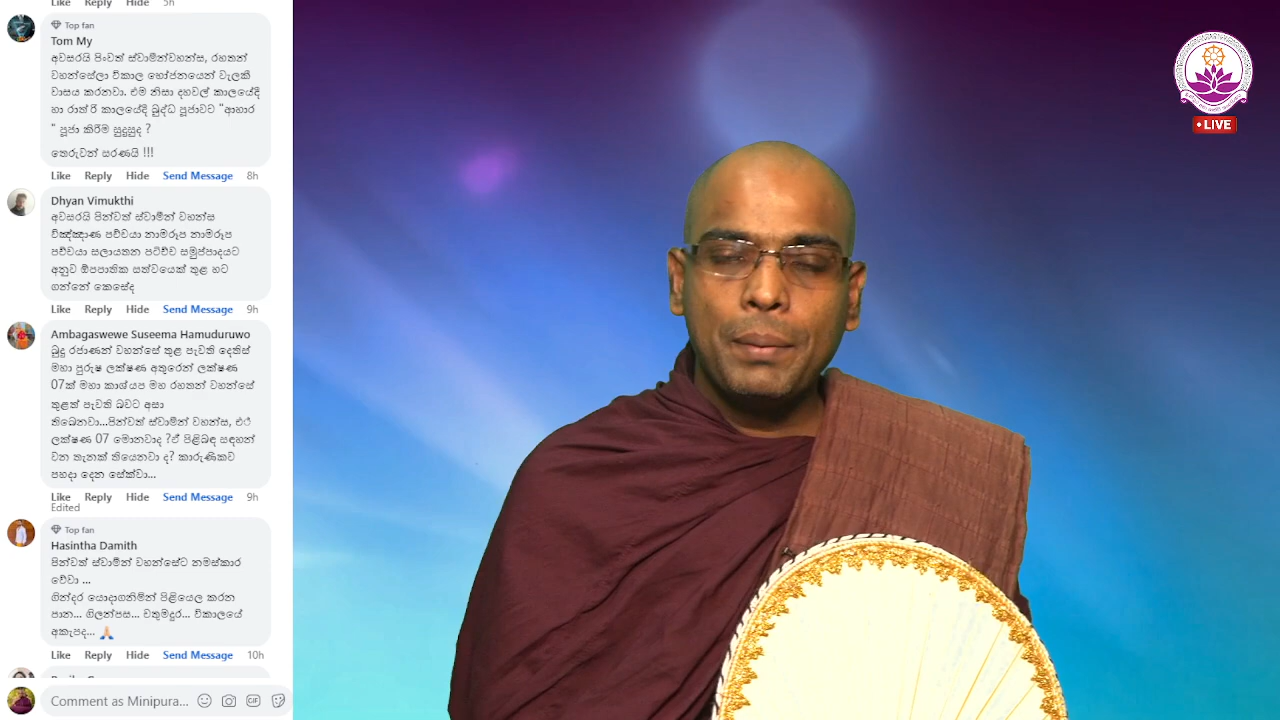 Like Reply Hide 5h
Top fan
Tom My
අවසරයි පිංවත් ස්වාමීන්වහන්ස, රහතන්
වහන්සේලා විකාල භෝජනයෙන් වැලකී
වාසය කරනවා. එම නිසා දහවල් කාලයේදි
හා රාත්‍රි කාලයේදි බුද්ධ පූජාවට "ආහාර
" පූජා කිරීම සුදුසුද ?
තෙරුවන් සරණයි !!!
Like Reply Hide Send Message 8h
Dhyan Vimukthi
අවසරයි පින්වත් ස්වාමීන් වහන්ස
විඤ්ඤාණ පච්චයා නාමරූප නාමරූප
පච්චයා සලායතන පටිච්ච සමුප්පාදයට
අනුව ඕපපාතික සත්වයෙක් තුළ හට
ගන්නේ කෙසේද
Like Reply Hide Send Message 9h
Ambagaswewe Suseema Hamuduruwo
බුදු රජාණන් වහන්සේ තුළ පැවති දෙතිස්
මහා පුරුෂ ලක්ෂණ අතුරෙන් ලක්ෂණ
07ක් මහා කාශ්‍යප මහ රහතන් වහන්සේ
තුළත් පැවති බවට අසා
තිබෙනවා...පින්වත් ස්වාමීන් වහන්ස, එම
ලක්ෂණ 07 මොනවාද ?ඒ පිළිබඳ සඳහන්
වන තැනක් තියෙනවා ද? කාරුණිකව
පහදා දෙන සේක්වා...
Like Reply Hide Send Message 9h
Edited
Top fan
Hasintha Damith
පින්වත් ස්වාමීන් වහන්සේට නමස්කාර
වේවා ...
ගින්දර යොදාගනිමින් පිළියෙල කරන
පාන... ගිලන්පස... චතුමදුර... විකාලයේ
අකැපද... 🙏
Like Reply Hide Send Message 10h
Comment as Minipura...
GIF
• LIVE